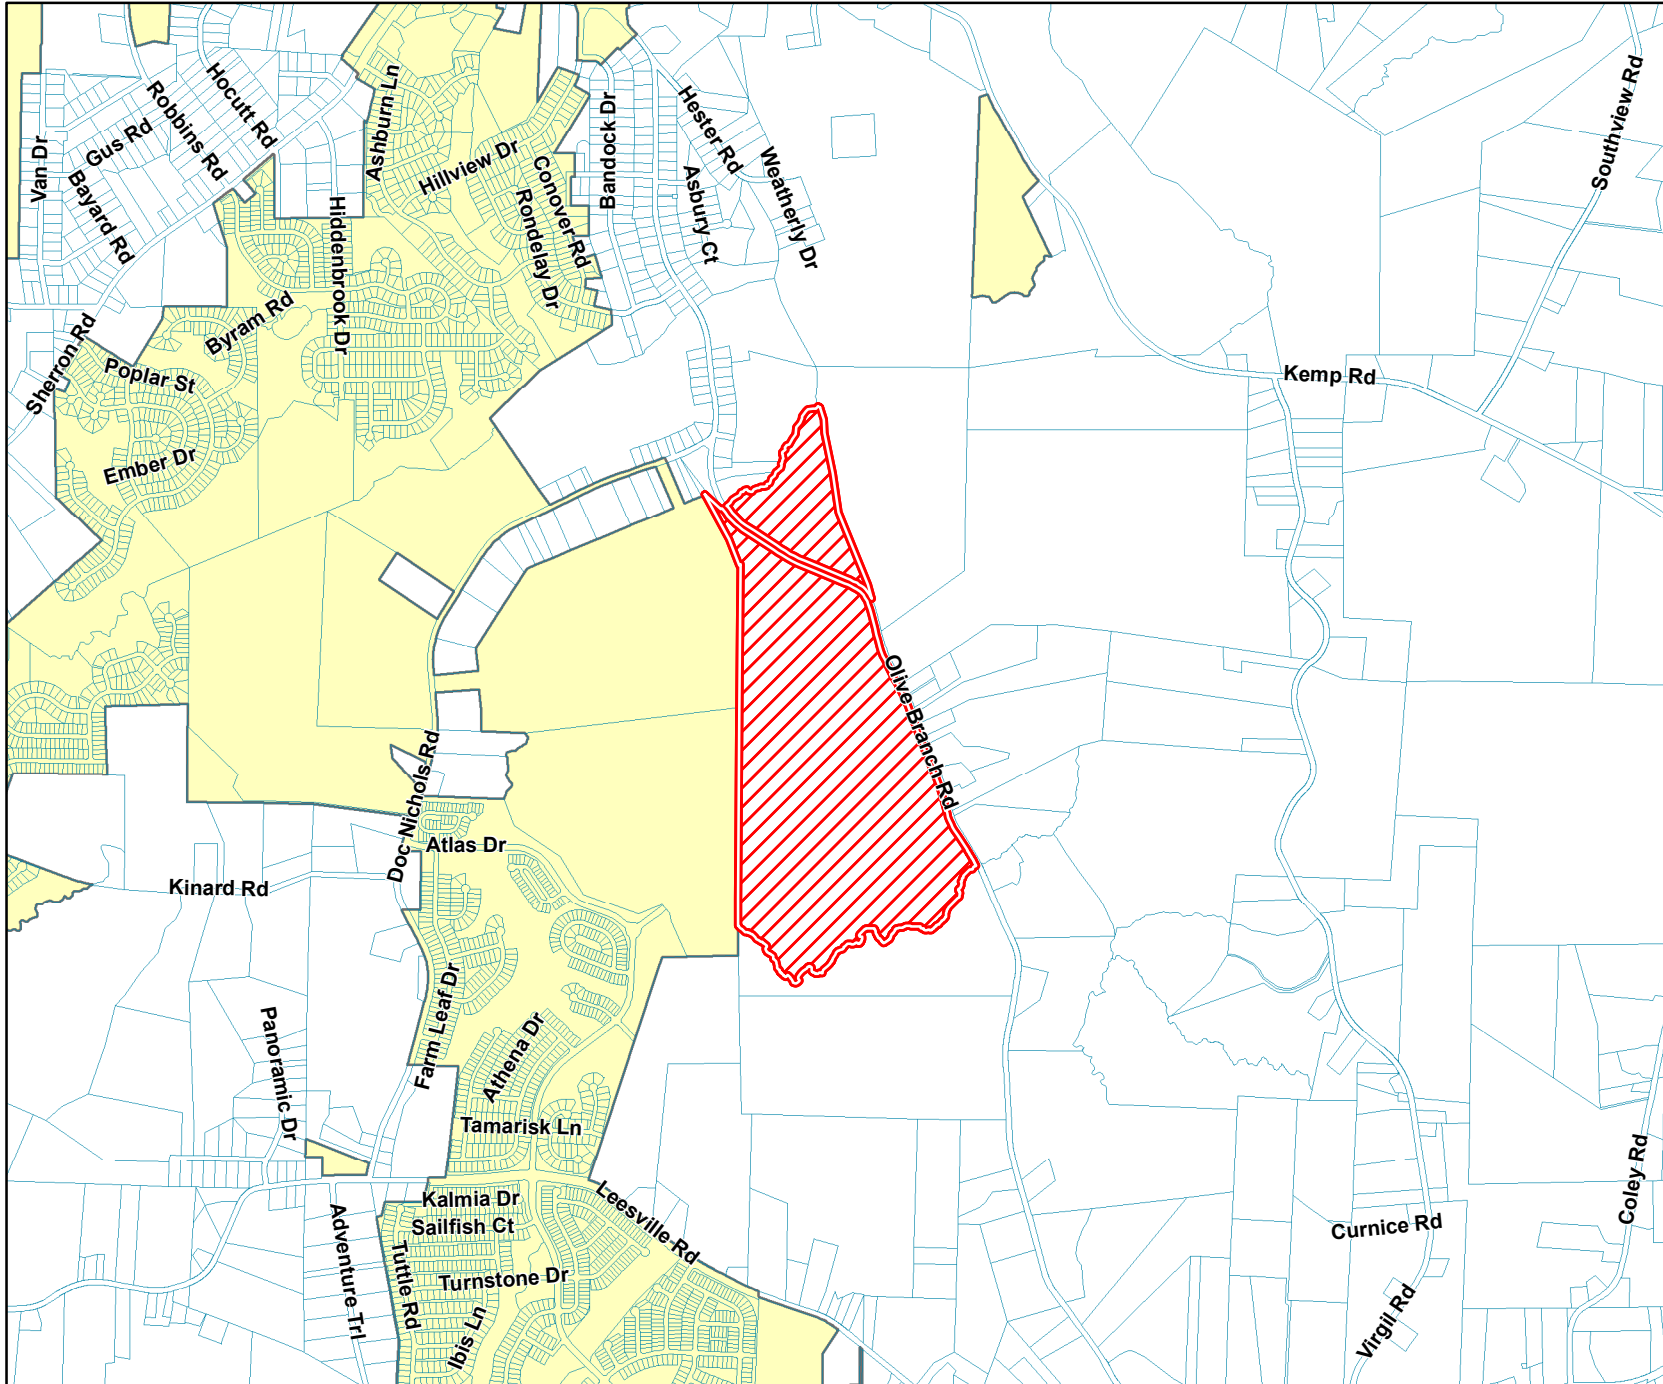 Hocutt Rd
Robbins Rd
Gus Rd
Van Dr
Bayard Rd
Ashburn Ln
Hillview Dr
Conover Rd
Rondelay Dr
Bandock Dr
Hester Rd
Asbury Ct
Weatherly Dr
Southview Rd
Hiddenbrook Dr
Byram Rd
Sherron Rd
Poplar St
Ember Dr
Kemp Rd
Olive Branch Rd
Doc Nichols Rd
Atlas Dr
Kinard Rd
Farm Leaf Dr
Panoramic Dr
Athena Dr
Tamarisk Ln
Kalmia Dr
Sailfish Ct
Leesville Rd
Adventure Trl
Tuttle Rd
Turnstone Dr
Ibis Ln
Coley Rd
Curnice Rd
Virgil Rd